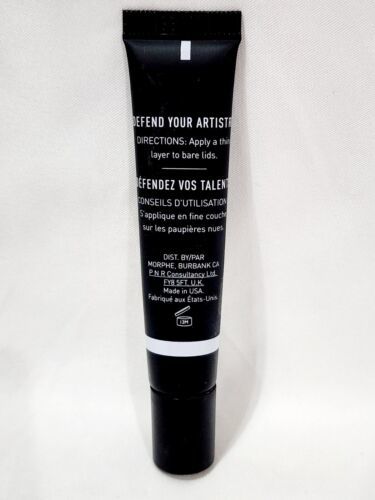 DEFEND YOUR ARTISTR
DIRECTIONS: Apply a thin
layer to bare lids.
DÉFENDEZ VOS TALENT
CONSEILS D'UTILISATION
S'applique en fine couche
sur les paupières nues.
DIST. BY/PAR
MORPHE, BURBANK CA
P N R Consultancy Ltd.
FY8 5FT, U.K.
Made in USA.
Fabriqué aux États-Unis.
12M